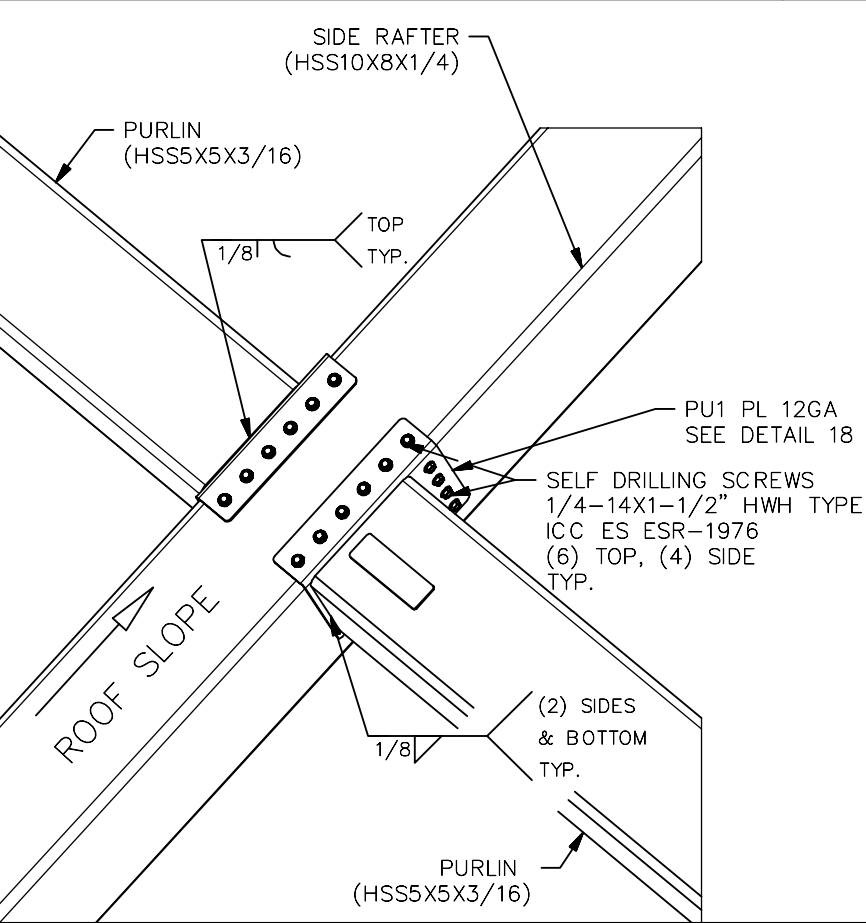 SIDE RAFTER
(HSS10X8X1/4)
PURLIN
(HSS5X5X3/16)
TOP
1/8
TYP.
PU1 PL 12GA
SEE DETAIL 18
SELF DRILLING SCREWS
1/4-14X1-1/2" HWH TYPE
ICC ES ESR-1976
(6) TOP, (4) SIDE
TYP.
ROOF SLOPE
(2) SIDES
& BOTTOM
TYP.
1/8
PURLIN
(HSS5X5X3/16)